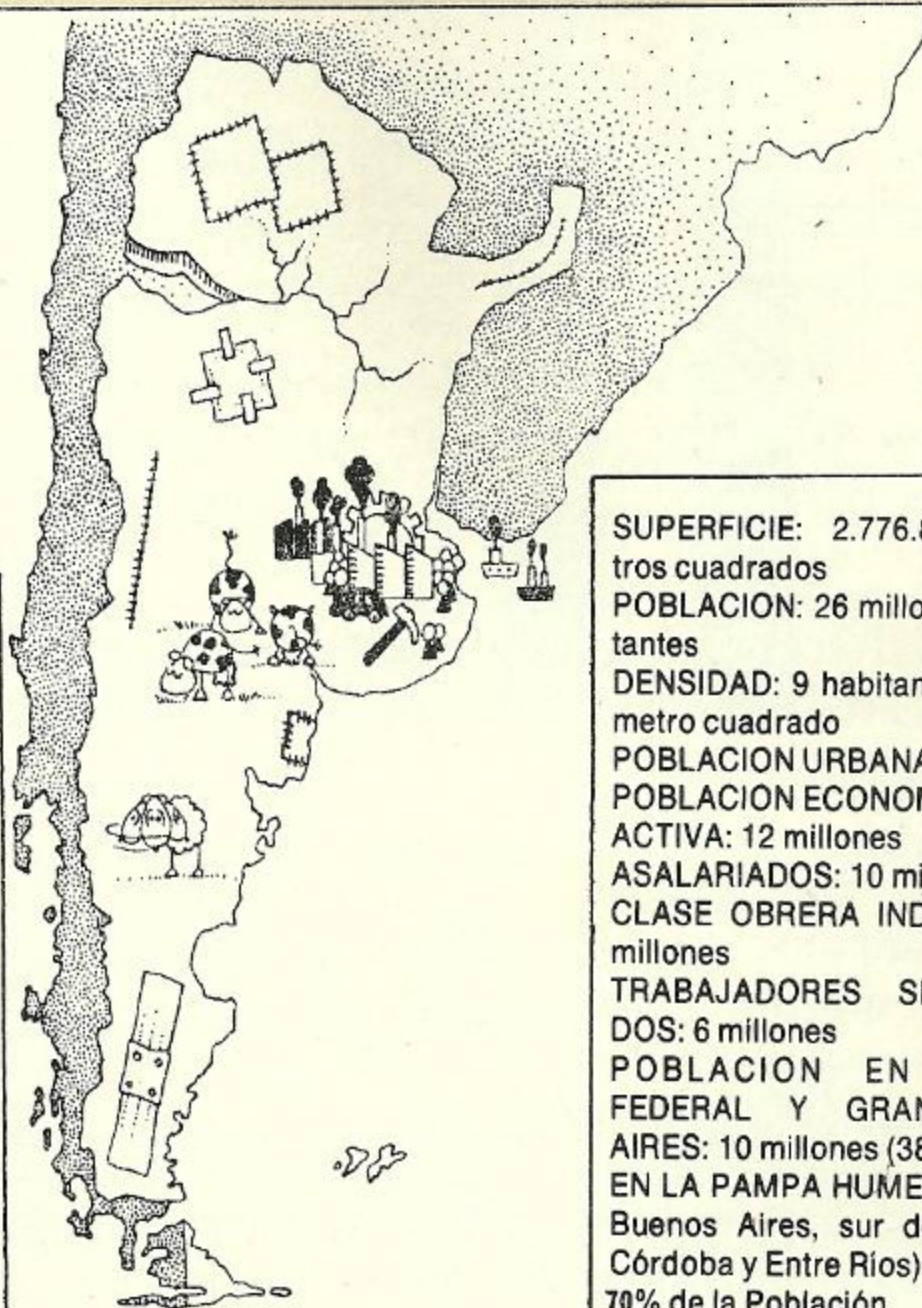 SUPERFICIE: 2.776.
tros cuadrados
POBLACION: 26 millo
tantes
DENSIDAD: 9 habitan
metro cuadrado
POBLACION URBANA
POBLACION ECONOM
ACTIVA: 12 millones
ASALARIADOS: 10 mi
CLASE OBRERA IND
millones
TRABAJADORES SI
DOS: 6 millones
POBLACION EN
FEDERAL Y GRAN
AIRES: 10 millones (38
EN LA PAMPA HUME
Buenos Aires, sur d
Córdoba y Entre Ríos)
70% de la Población